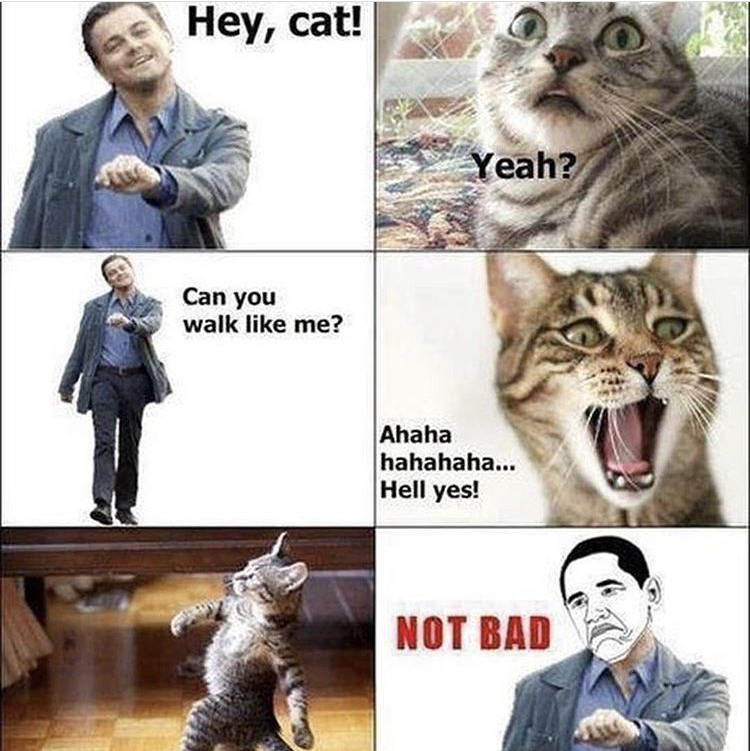 Hey, cat!
Yeah?
Can you
walk like me?
Ahaha
hahahaha...
Hell yes!
NOT BAD